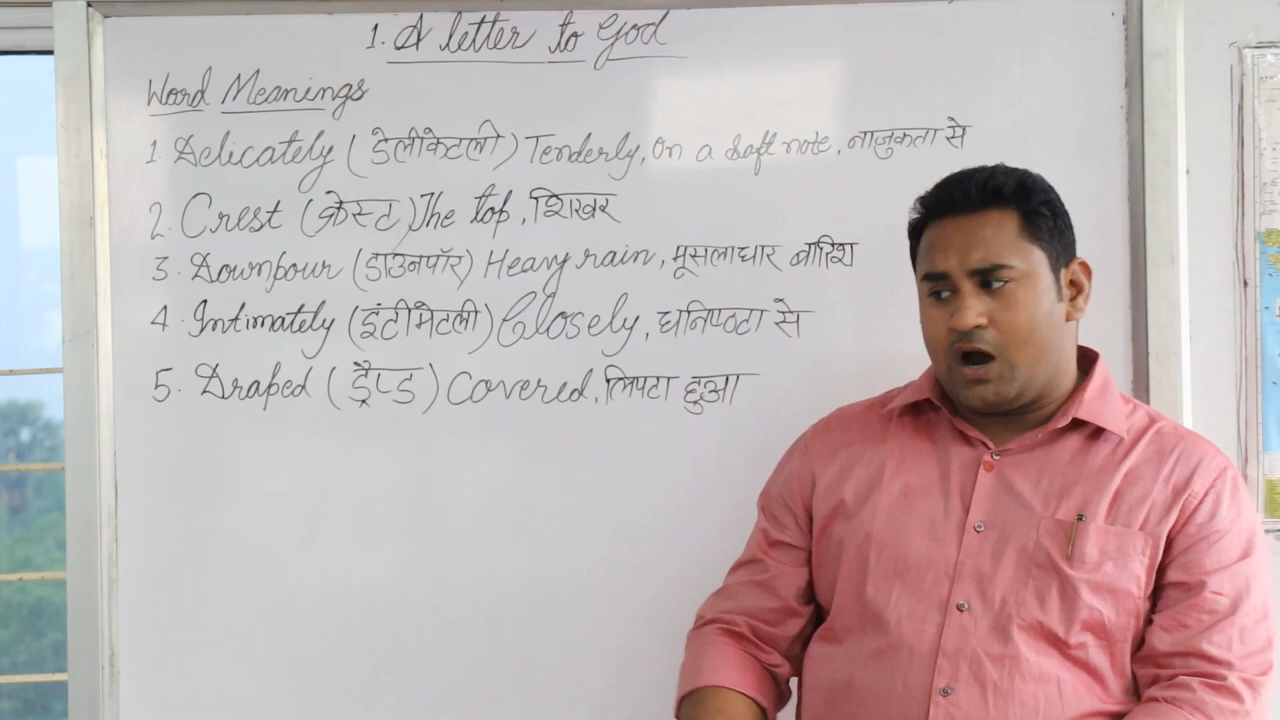 1. A letter to God
Word Meanings
1. Delicately (डेलीकेटली) Tenderly, On a soft note, नाजुकता से
2. Crest (क्रेस्ट) The top, शिखर
3. Downpour (डाउनपॉर) Heavy rain, मूसलाधार बारिश
4. Intimately (इंटीमेटली) Closely, घनिष्ठता से
5. Draped (ड्रैप्ड) Covered, लिपटा हुआ